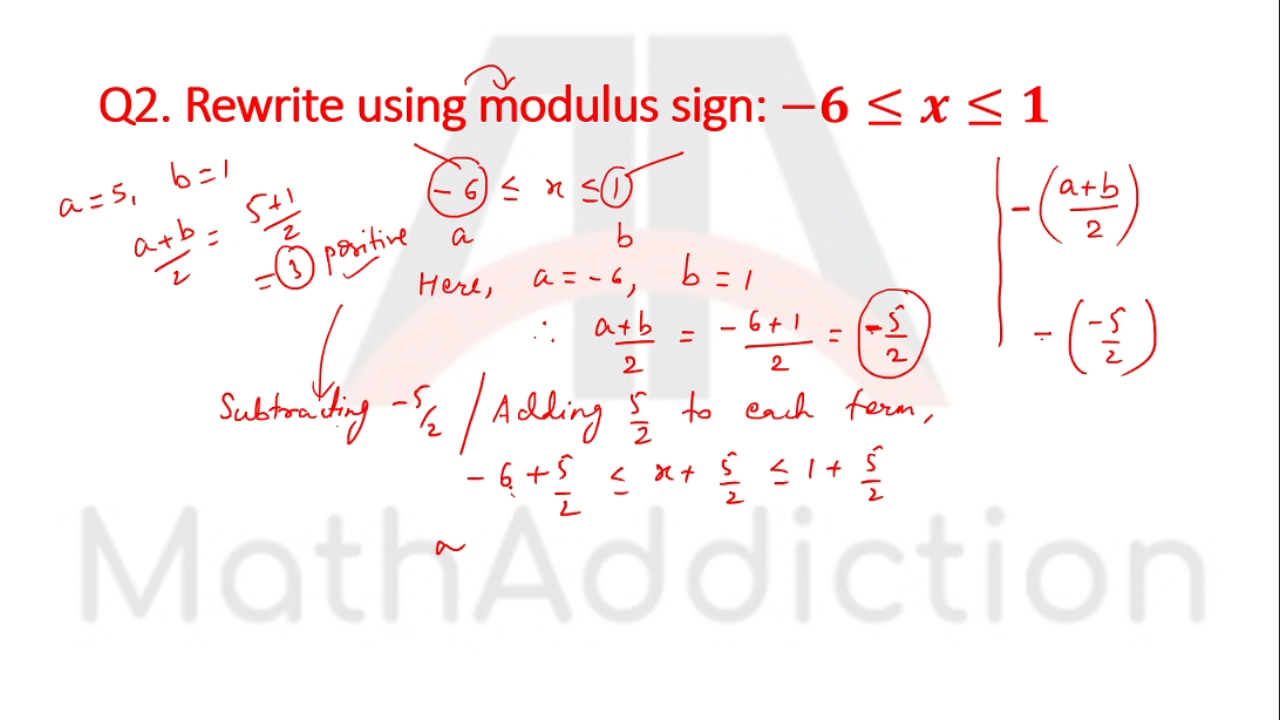 Q2. Rewrite using modulus sign: −6 ≤ x ≤ 1
a = 5, b = 1
a+b/2 = 5+1/2
= 3 positive
-6 ≤ x ≤ 1
a b
Here, a = -6, b = 1
∴ a+b/2 = -6+1/2 = -5/2
Subtracting -5/2 / Adding 5/2 to each term,
-6 + 5/2 ≤ x + 5/2 ≤ 1 + 5/2
a
-(a+b/2)
-(-5/2)
MathAddiction